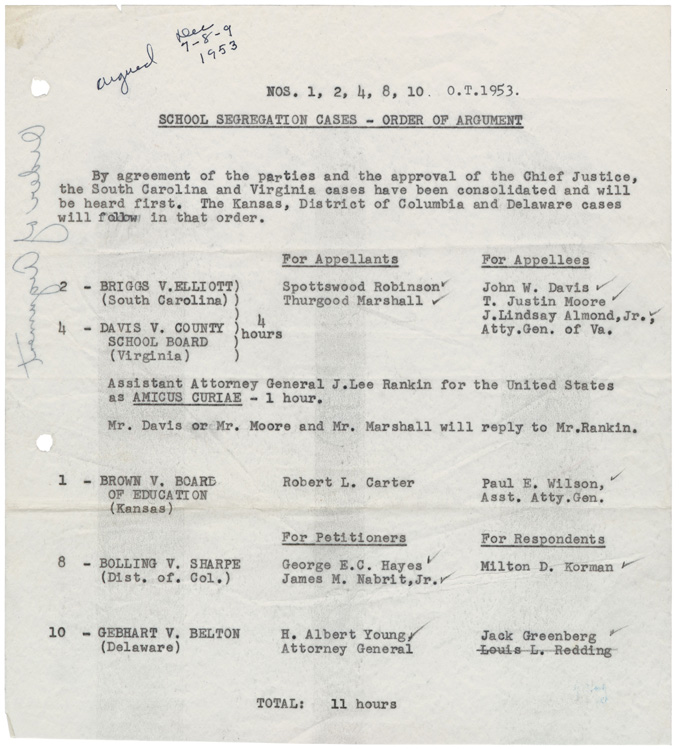 argued Dec
7-8-9
1953
NOS. 1, 2, 4, 8, 10. O.T.1953.
SCHOOL SEGREGATION CASES - ORDER OF ARGUMENT
By agreement of the parties and the approval of the Chief Justice,
the South Carolina and Virginia cases have been consolidated and will
be heard first. The Kansas, District of Columbia and Delaware cases
will follow in that order.
For Appellants For Appellees
2 - BRIGGS V.ELLIOTT) Spottswood Robinson✓ John W. Davis ✓
(South Carolina) ) Thurgood Marshall ✓ T. Justin Moore ✓
) 4 J.Lindsay Almond,Jr.,✓
4 - DAVIS V. COUNTY ) hours Atty.Gen. of Va.
SCHOOL BOARD )
(Virginia) )
Assistant Attorney General J.Lee Rankin for the United States
as AMICUS CURIAE - 1 hour.
Mr. Davis or Mr. Moore and Mr. Marshall will reply to Mr.Rankin.
1 - BROWN V. BOARD Robert L. Carter Paul E. Wilson, ✓
OF EDUCATION Asst. Atty.Gen.
(Kansas)
For Petitioners For Respondents
8 - BOLLING V. SHARPE George E.C. Hayes ✓ Milton D. Korman ✓
(Dist. of. Col.) James M. Nabrit,Jr.✓
10 - GEBHART V. BELTON H. Albert Young,✓ Jack Greenberg ✓
(Delaware) Attorney General Louis L. Redding
TOTAL: 11 hours